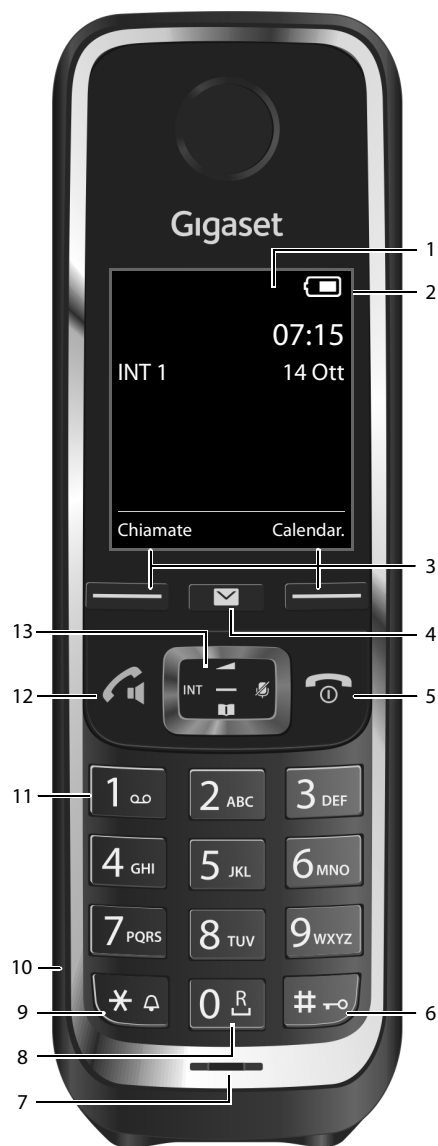 Gigaset
1
2
07:15
INT 1 14 Ott
Chiamate Calendar.
3
4
13
INT
12
5
11
1 2 ABC 3 DEF
4 GHI 5 JKL 6 MNO
7 PQRS 8 TUV 9 WXYZ
10
* 0 R #
9
6
8
7